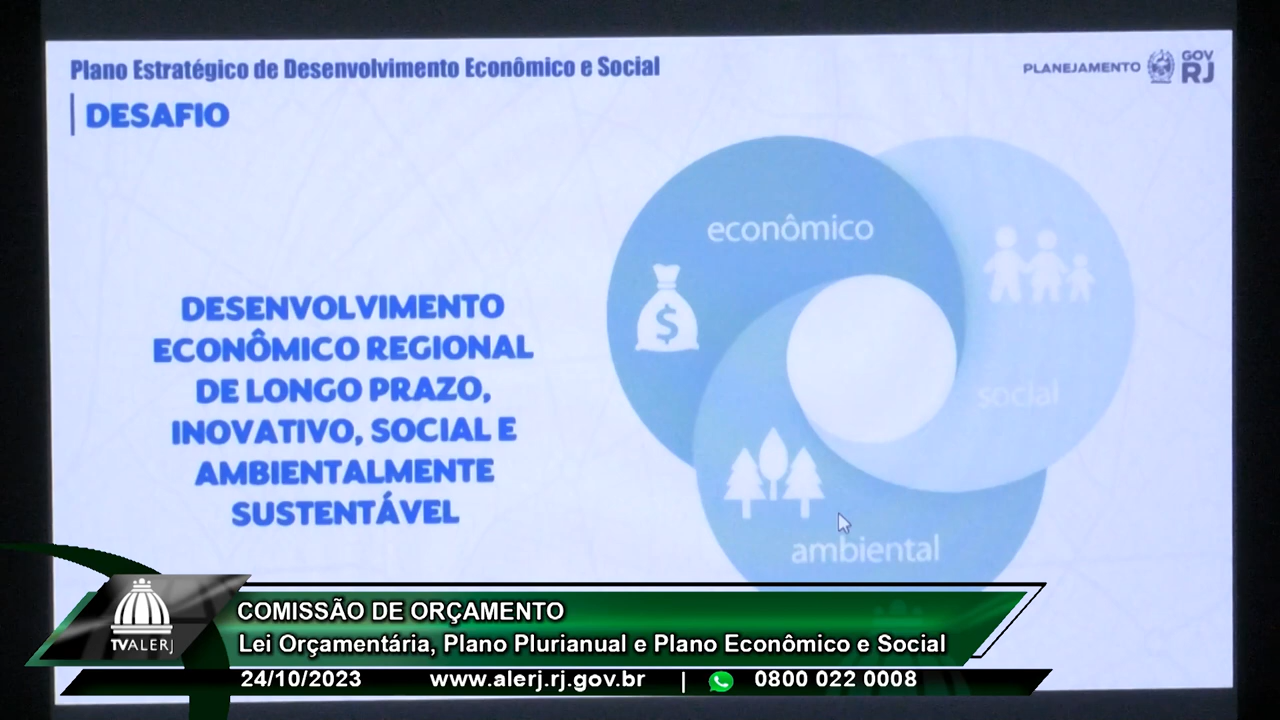 Plano Estratégico de Desenvolvimento Econômico e Social
PLANEJAMENTO
GOV
RJ
DESAFIO
econômico
$
social
DESENVOLVIMENTO
ECONÔMICO REGIONAL
DE LONGO PRAZO,
INOVATIVO, SOCIAL E
AMBIENTALMENTE
SUSTENTÁVEL
ambiental
COMISSÃO DE ORÇAMENTO
TVALERJ
Lei Orçamentária, Plano Plurianual e Plano Econômico e Social
24/10/2023 www.alerj.rj.gov.br | 0800 022 0008